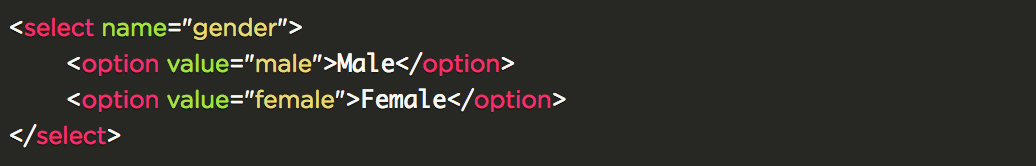 <select name="gender">
    <option value="male">Male</option>
    <option value="female">Female</option>
</select>